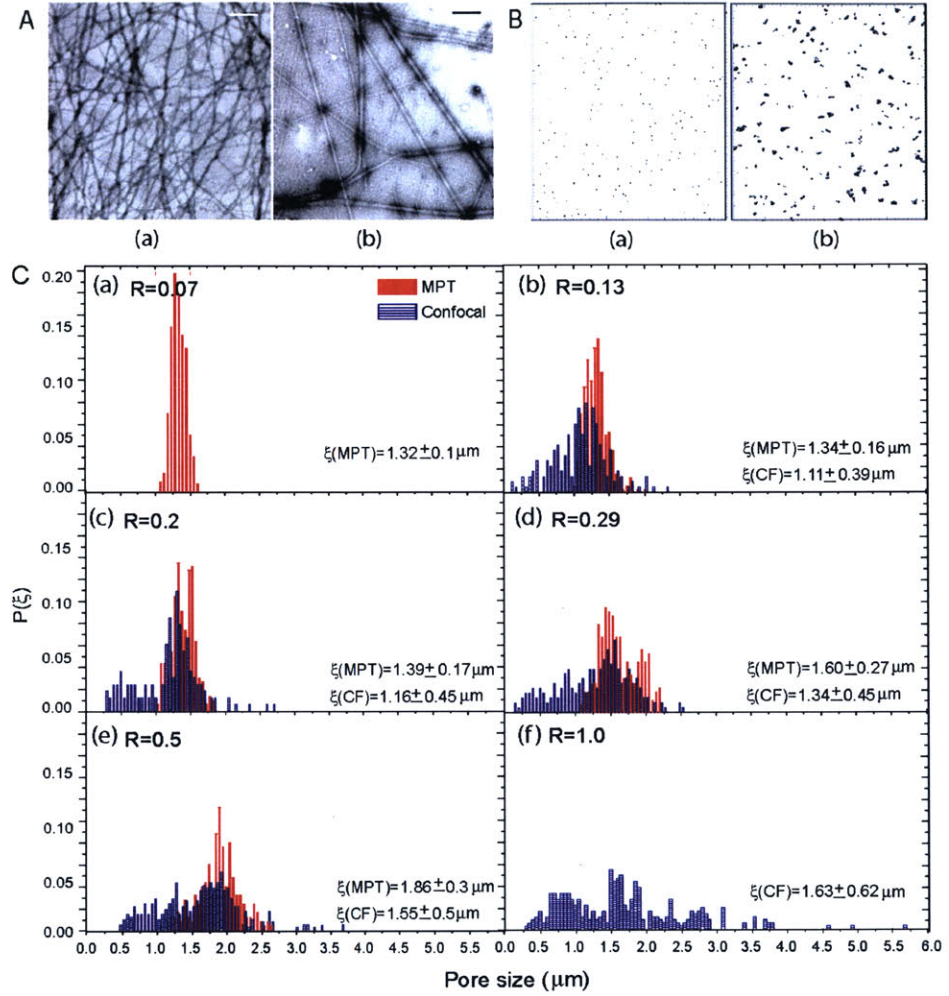 A
B
(a)
(b)
(a)
(b)
C
(a) R=0.07
MPT
Confocal
ξ(MPT)=1.32±0.1μm
(b) R=0.13
ξ(MPT)=1.34±0.16μm
ξ(CF)=1.11±0.39μm
(c) R=0.2
ξ(MPT)=1.39±0.17μm
ξ(CF)=1.16±0.45μm
(d) R=0.29
ξ(MPT)=1.60±0.27μm
ξ(CF)=1.34±0.45μm
(e) R=0.5
ξ(MPT)=1.86±0.3μm
ξ(CF)=1.55±0.5μm
(f) R=1.0
ξ(CF)=1.63±0.62μm
0.20
0.15
0.10
0.05
0.00
0.15
0.10
0.05
0.00
0.15
0.10
0.05
0.00
P(ξ)
0.0 0.5 1.0 1.5 2.0 2.5 3.0 3.5 4.0 4.5 5.0 5.5 0.5 1.0 1.5 2.0 2.5 3.0 3.5 4.0 4.5 5.0 5.5 6.0
Pore size (μm)